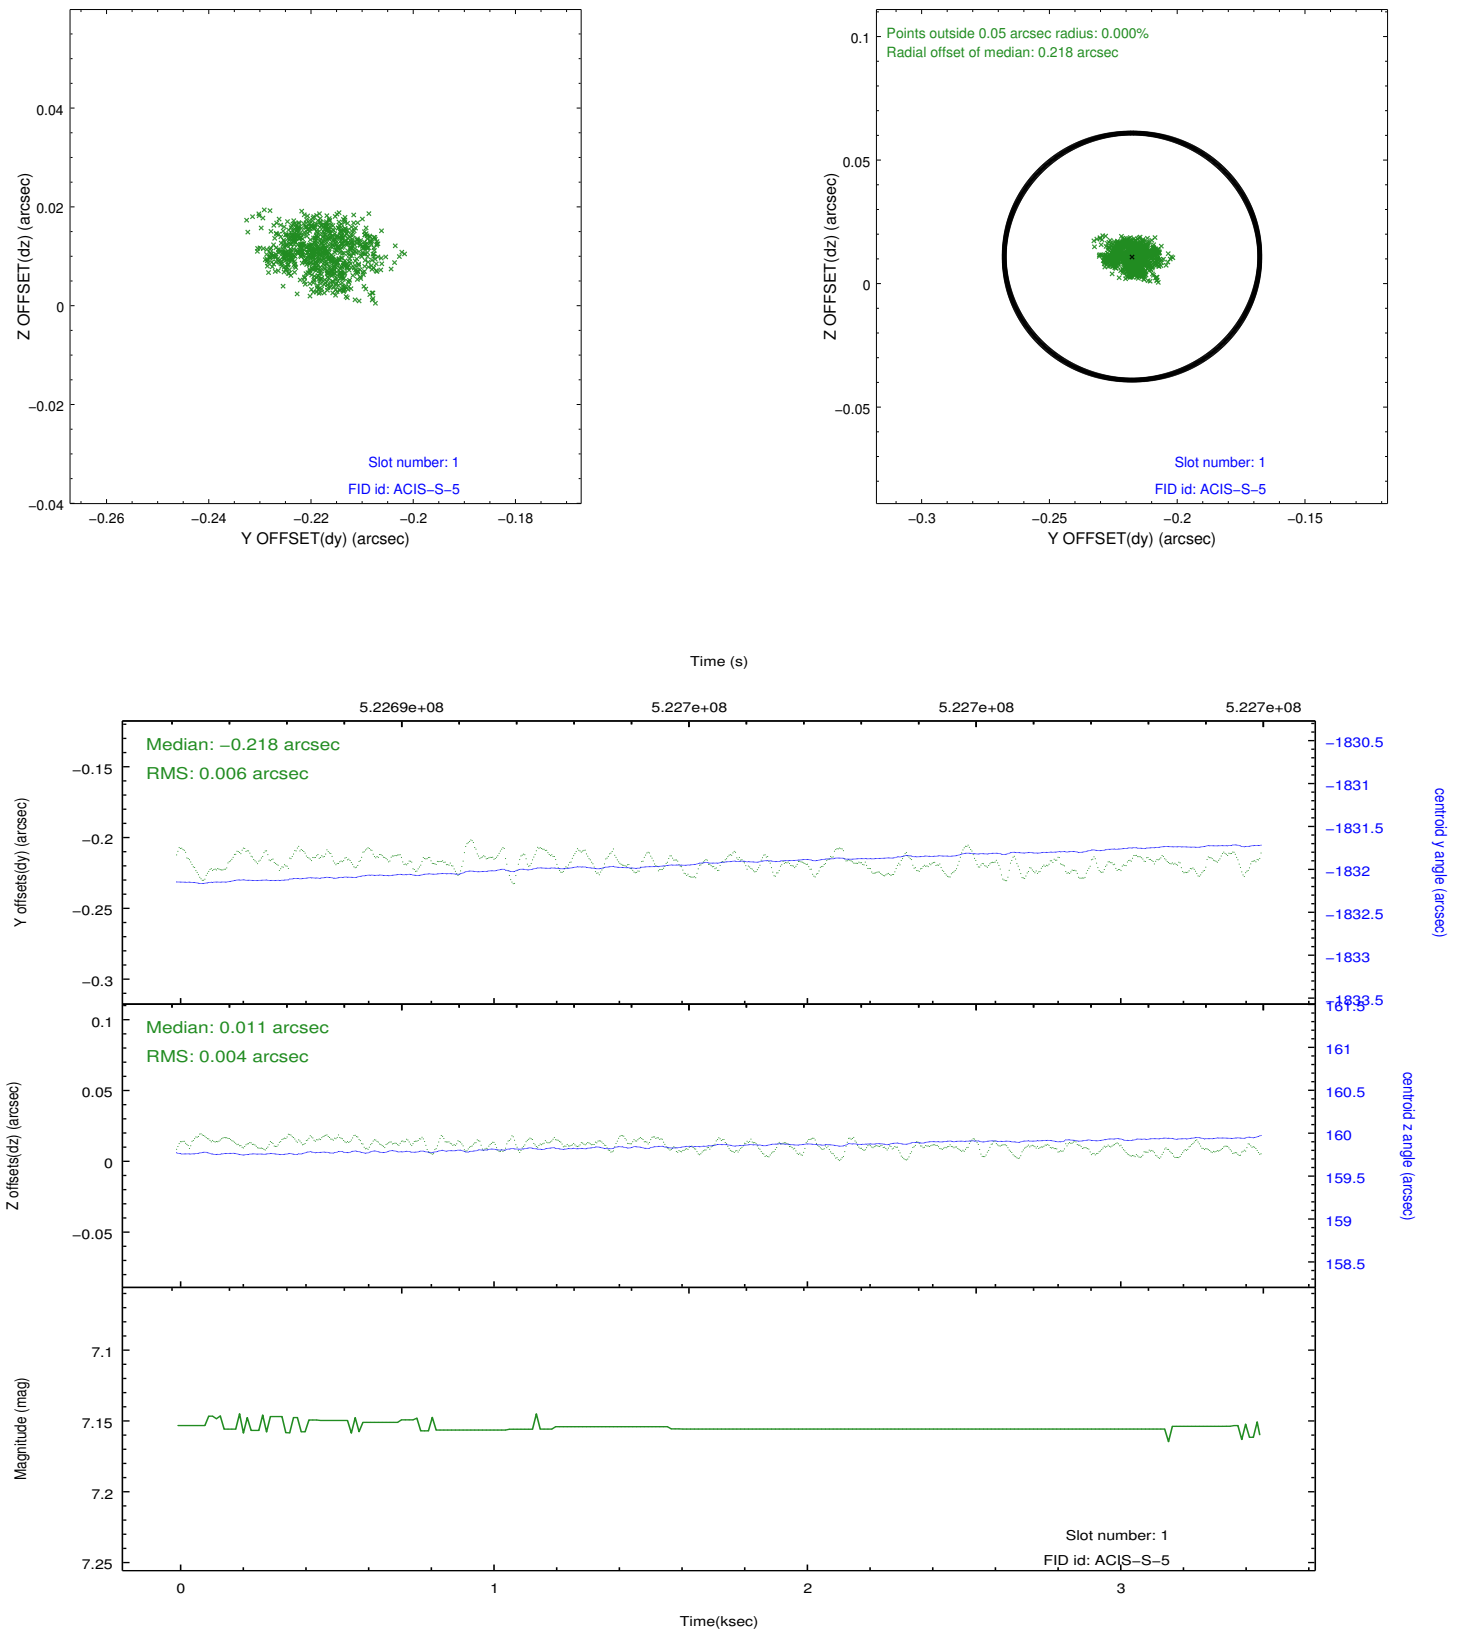 0.04
0.02
0
−0.02
−0.04
Z OFFSET(dz) (arcsec)
Slot number: 1
FID id: ACIS−S−5
−0.26
−0.24
−0.22
−0.2
−0.18
Y OFFSET(dy) (arcsec)
Points outside 0.05 arcsec radius: 0.000%
Radial offset of median: 0.218 arcsec
0.1
0.05
0
−0.05
Z OFFSET(dz) (arcsec)
Slot number: 1
FID id: ACIS−S−5
−0.3
−0.25
−0.2
−0.15
Y OFFSET(dy) (arcsec)
Time (s)
5.2269e+08
5.227e+08
5.227e+08
5.227e+08
Median: −0.218 arcsec
RMS: 0.006 arcsec
−0.15
−0.2
−0.25
−0.3
Y offsets(dy) (arcsec)
−1830.5
−1831
−1831.5
−1832
−1832.5
−1833
−1833.5
centroid y angle (arcsec)
Median: 0.011 arcsec
RMS: 0.004 arcsec
0.1
0.05
0
−0.05
Z offsets(dz) (arcsec)
161.5
161
160.5
160
159.5
159
158.5
centroid z angle (arcsec)
7.1
7.15
7.2
7.25
Magnitude (mag)
Slot number: 1
FID id: ACIS−S−5
0
1
2
3
Time(ksec)